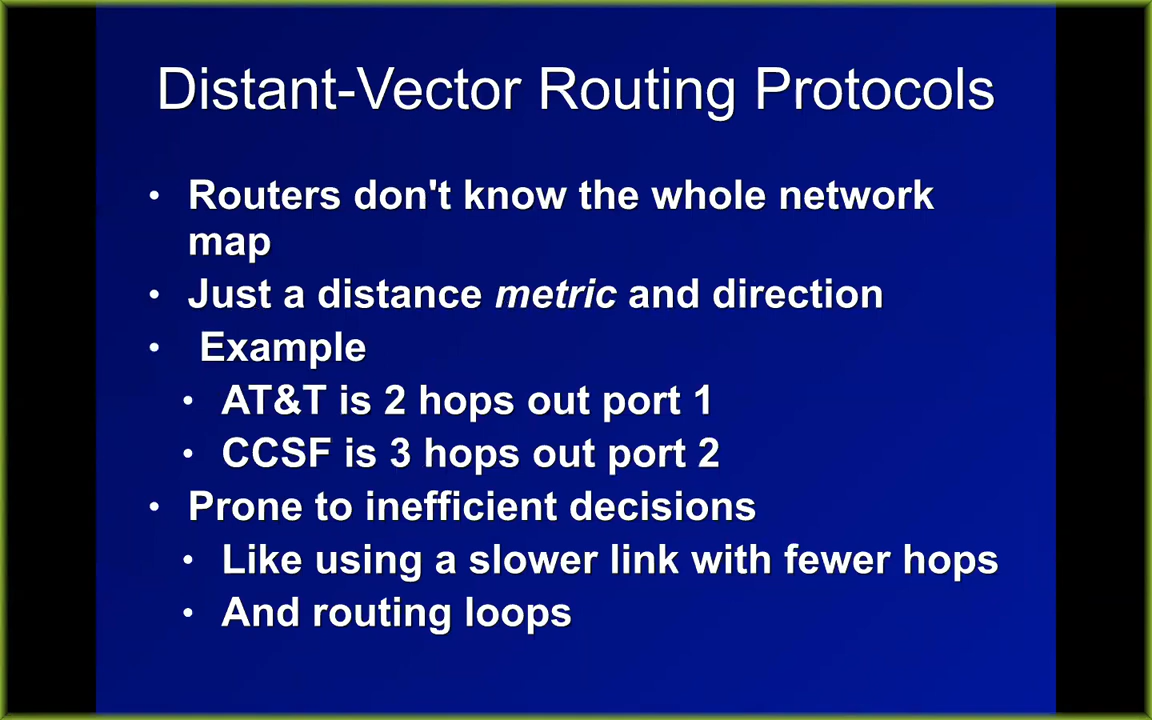 Distant-Vector Routing Protocols
• Routers don't know the whole network
map
• Just a distance metric and direction
• Example
• AT&T is 2 hops out port 1
• CCSF is 3 hops out port 2
• Prone to inefficient decisions
• Like using a slower link with fewer hops
• And routing loops